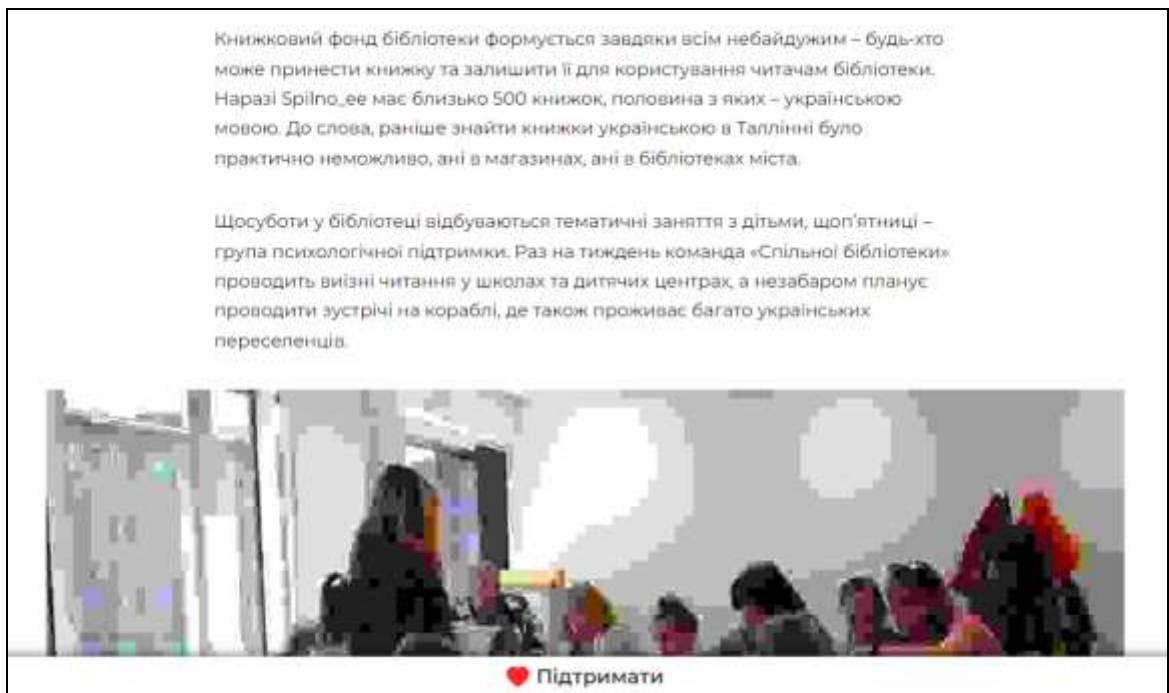 Книжковий фонд бібліотеки формується завдяки всім небайдужим – будь-хто
може принести книжку та залишити її для користування читачам бібліотеки.
Наразі Spilno_ee має близько 500 книжок, половина з яких – українською
мовою. До слова, раніше знайти книжки українською в Таллінні було
практично неможливо, ані в магазинах, ані в бібліотеках міста.
Щосуботи у бібліотеці відбуваються тематичні заняття з дітьми, щоп'ятниці –
група психологічної підтримки. Раз на тиждень команда «Спільної бібліотеки»
проводить виїзні читання у школах та дитячих центрах, а незабаром планує
проводити зустрічі на кораблі, де також проживає багато українських
переселенців.
Підтримати